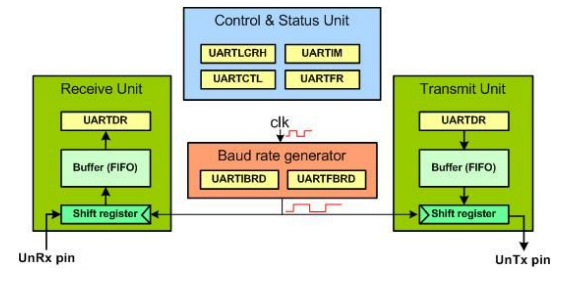 Control & Status Unit
UARTLCRH
UARTIM
UARTCTL
UARTFR
Receive Unit
UARTDR
Buffer (FIFO)
Shift register
UnRx pin
clk
Baud rate generator
UARTIBRD
UARTFBRD
Transmit Unit
UARTDR
Buffer (FIFO)
Shift register
UnTx pin